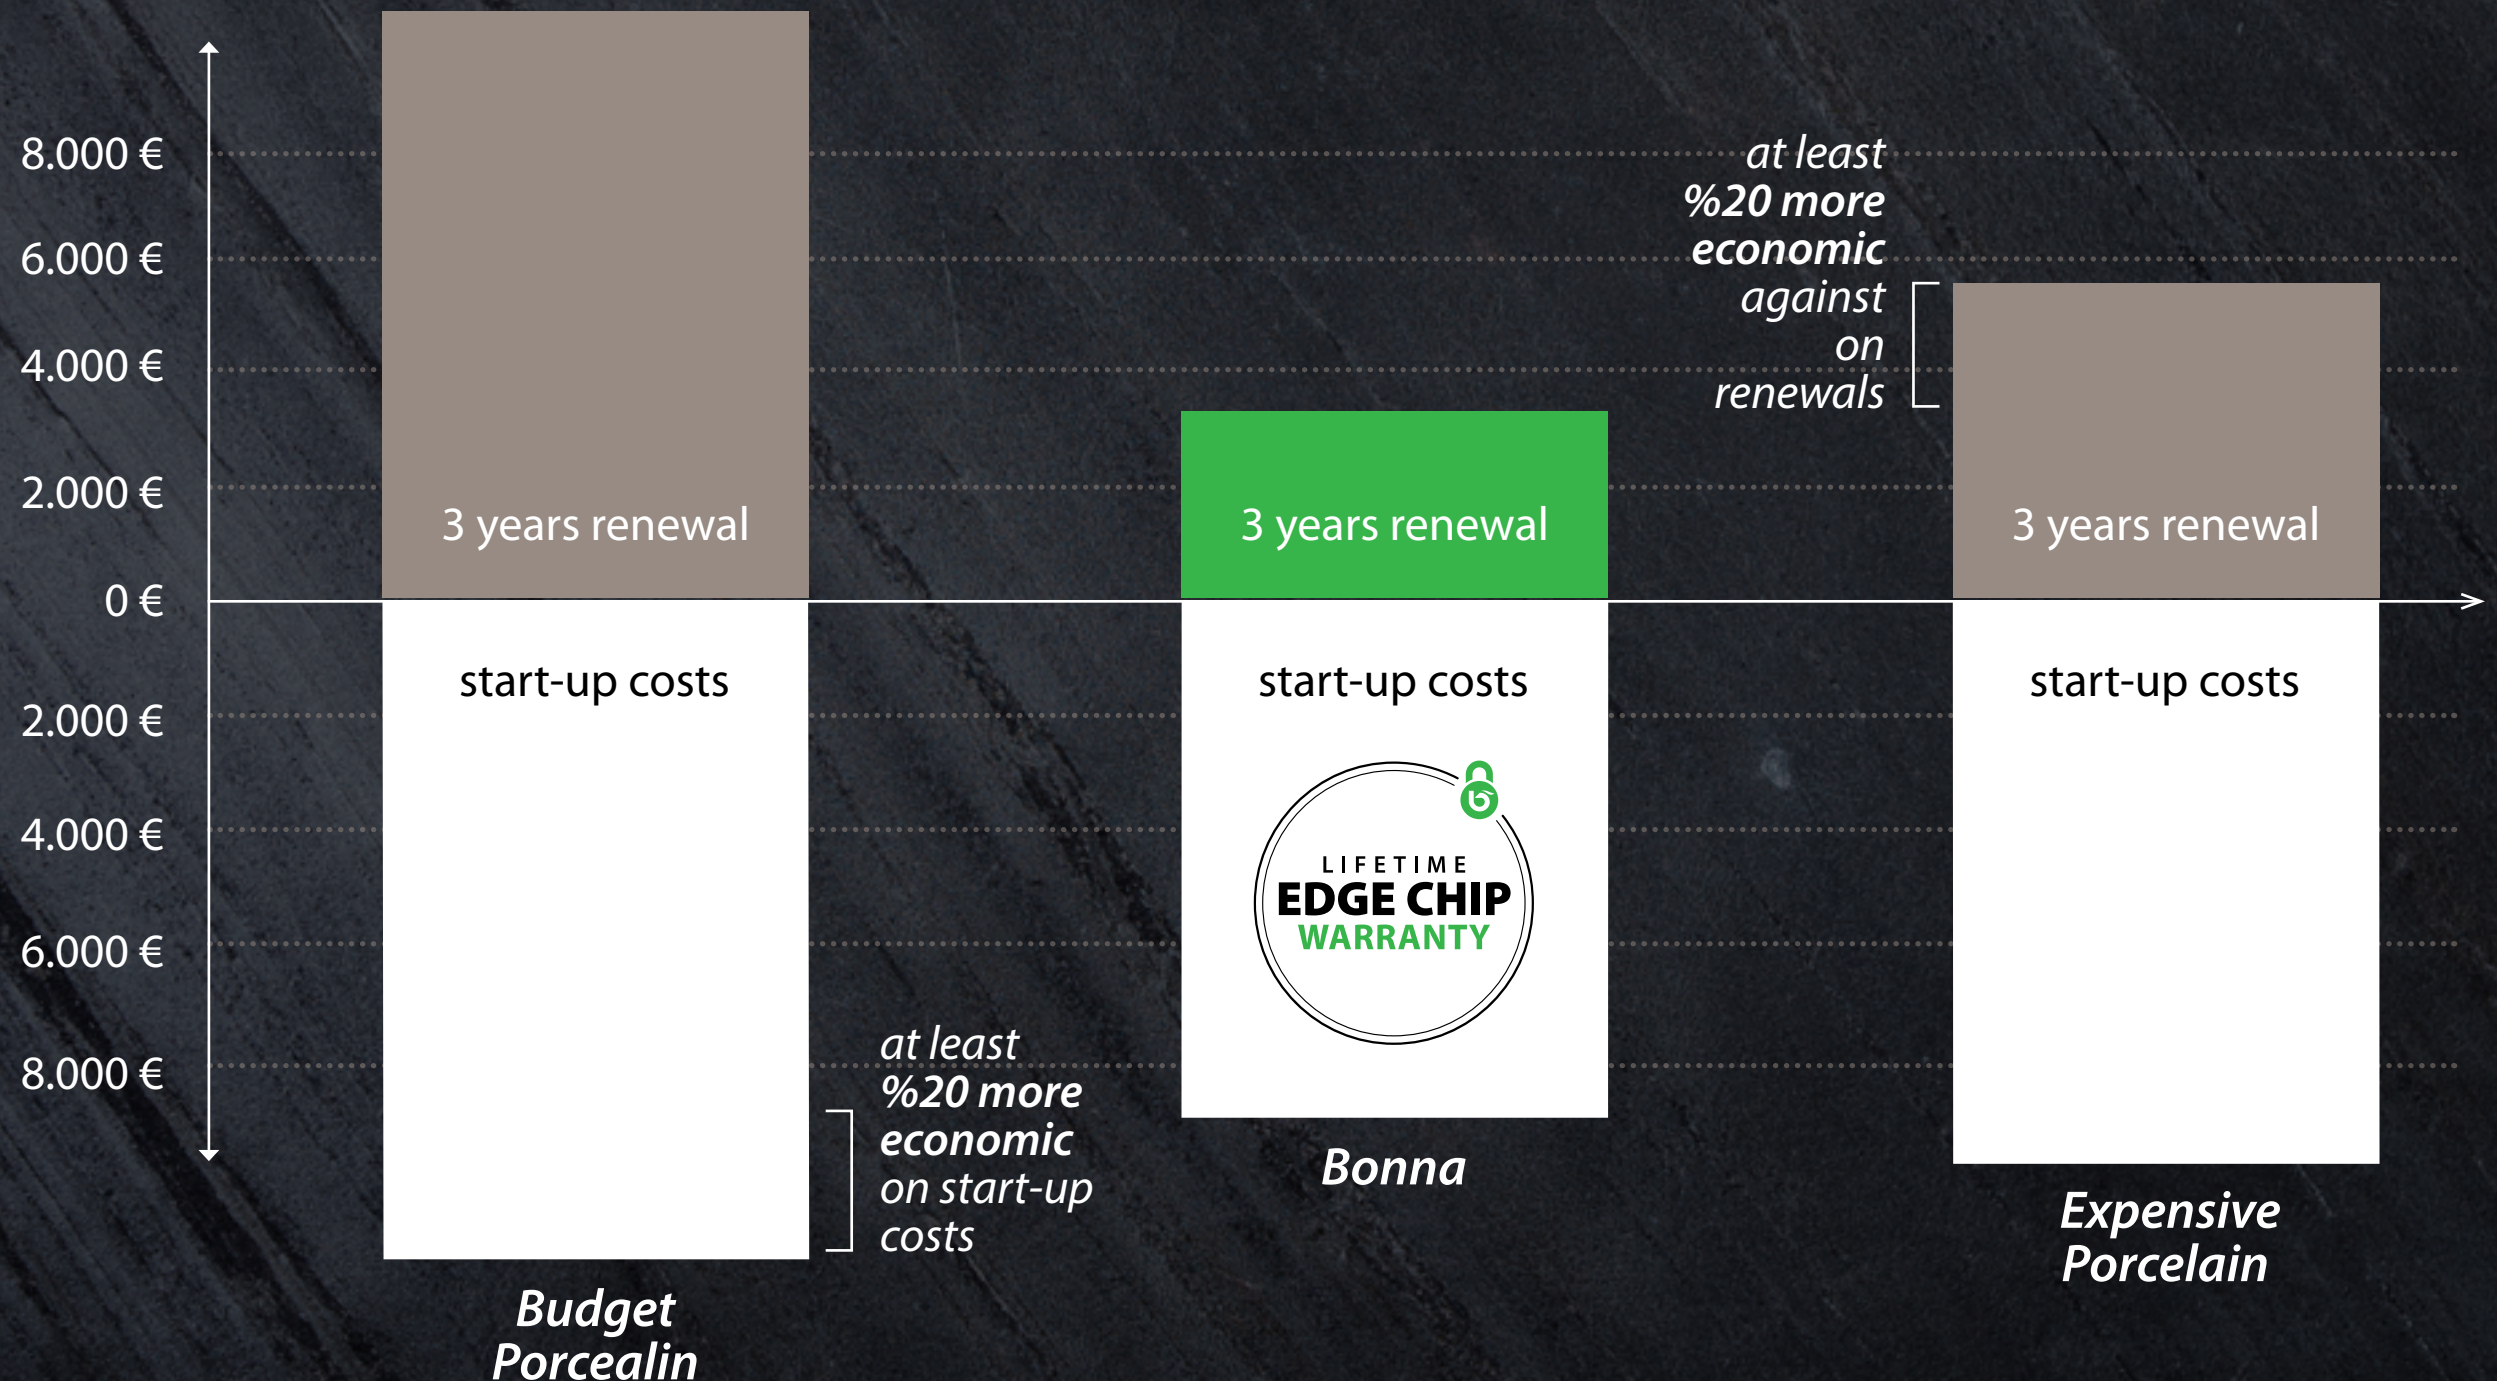 8.000 €
6.000 €
4.000 €
2.000 €
0 €
2.000 €
4.000 €
6.000 €
8.000 €
3 years renewal
start-up costs
at least
%20 more
economic
on start-up
costs
Budget
Porcealin
3 years renewal
start-up costs
LIFETIME
EDGE CHIP
WARRANTY
Bonna
at least
%20 more
economic
against
on
renewals
3 years renewal
start-up costs
Expensive
Porcelain